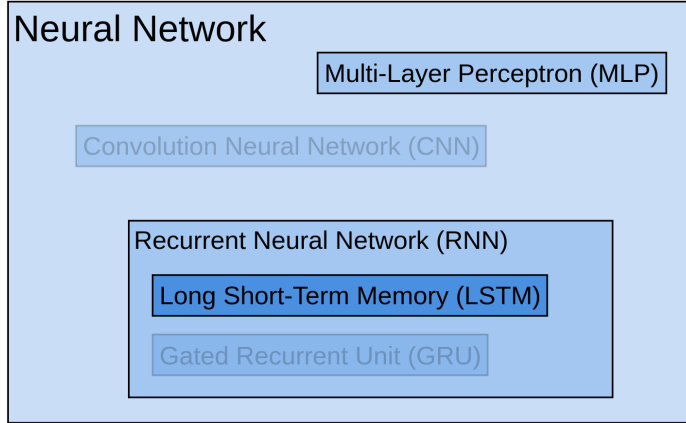 Neural Network
Multi-Layer Perceptron (MLP)
Convolution Neural Network (CNN)
Recurrent Neural Network (RNN)
Long Short-Term Memory (LSTM)
Gated Recurrent Unit (GRU)